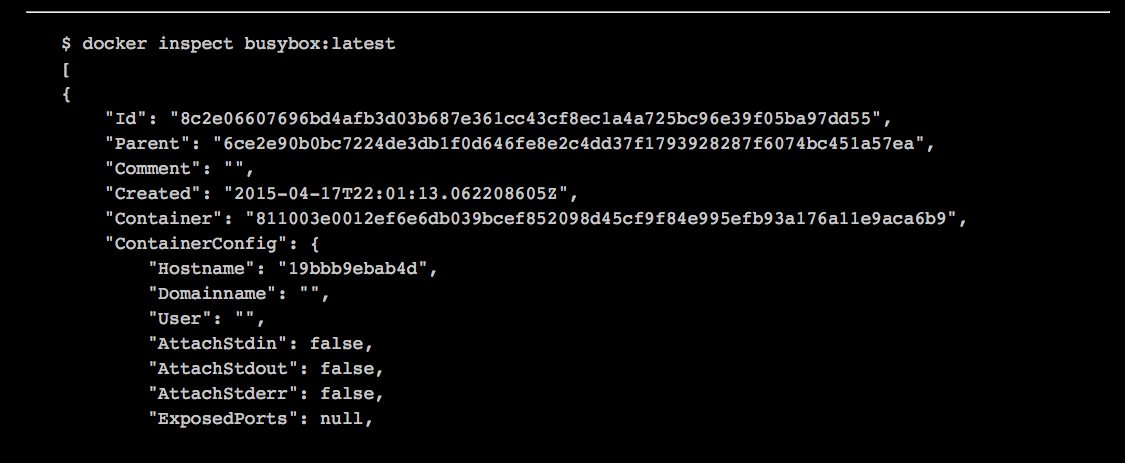 $ docker inspect busybox:latest
[
{
    "Id": "8c2e06607696bd4afb3d03b687e361cc43cf8ec1a4a725bc96e39f05ba97dd55",
    "Parent": "6ce2e90b0bc7224de3db1f0d646fe8e2c4dd37f1793928287f6074bc451a57ea",
    "Comment": "",
    "Created": "2015-04-17T22:01:13.062208605Z",
    "Container": "811003e0012ef6e6db039bcef852098d45cf9f84e995efb93a176a11e9aca6b9",
    "ContainerConfig": {
        "Hostname": "19bbb9ebab4d",
        "Domainname": "",
        "User": "",
        "AttachStdin": false,
        "AttachStdout": false,
        "AttachStderr": false,
        "ExposedPorts": null,